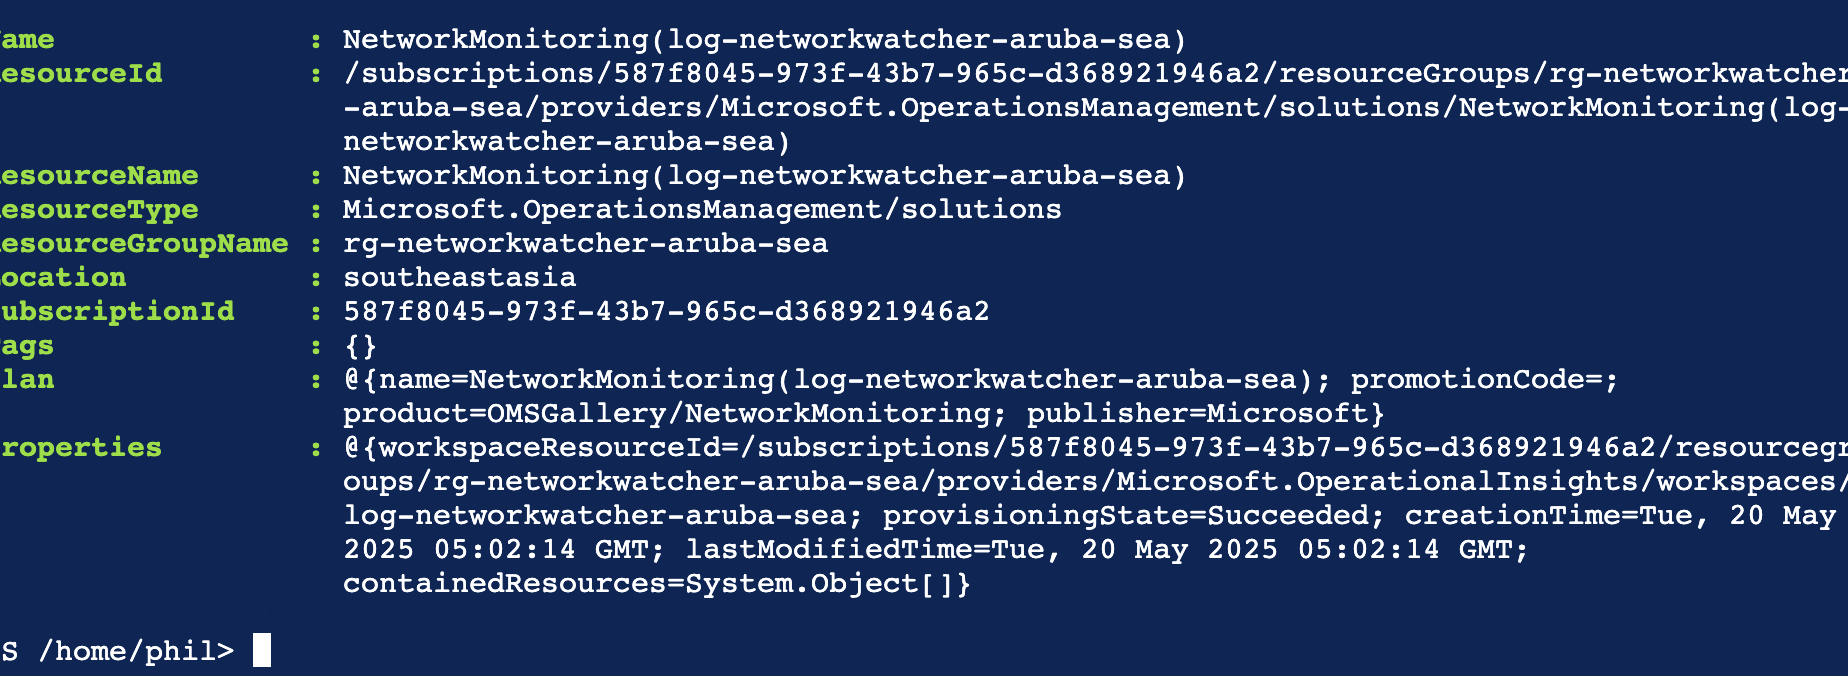 ame : NetworkMonitoring(log-networkwatcher-aruba-sea)
esourceId : /subscriptions/587f8045-973f-43b7-965c-d368921946a2/resourceGroups/rg-networkwatcher
-aruba-sea/providers/Microsoft.OperationsManagement/solutions/NetworkMonitoring(log-
networkwatcher-aruba-sea)
esourceName : NetworkMonitoring(log-networkwatcher-aruba-sea)
esourceType : Microsoft.OperationsManagement/solutions
esourceGroupName : rg-networkwatcher-aruba-sea
ocation : southeastasia
ubscriptionId : 587f8045-973f-43b7-965c-d368921946a2
ags : {}
lan : @{name=NetworkMonitoring(log-networkwatcher-aruba-sea); promotionCode=;
product=OMSGallery/NetworkMonitoring; publisher=Microsoft}
roperties : @{workspaceResourceId=/subscriptions/587f8045-973f-43b7-965c-d368921946a2/resourcegr
oups/rg-networkwatcher-aruba-sea/providers/Microsoft.OperationalInsights/workspaces/
log-networkwatcher-aruba-sea; provisioningState=Succeeded; creationTime=Tue, 20 May
2025 05:02:14 GMT; lastModifiedTime=Tue, 20 May 2025 05:02:14 GMT;
containedResources=System.Object[]}
S /home/phil>